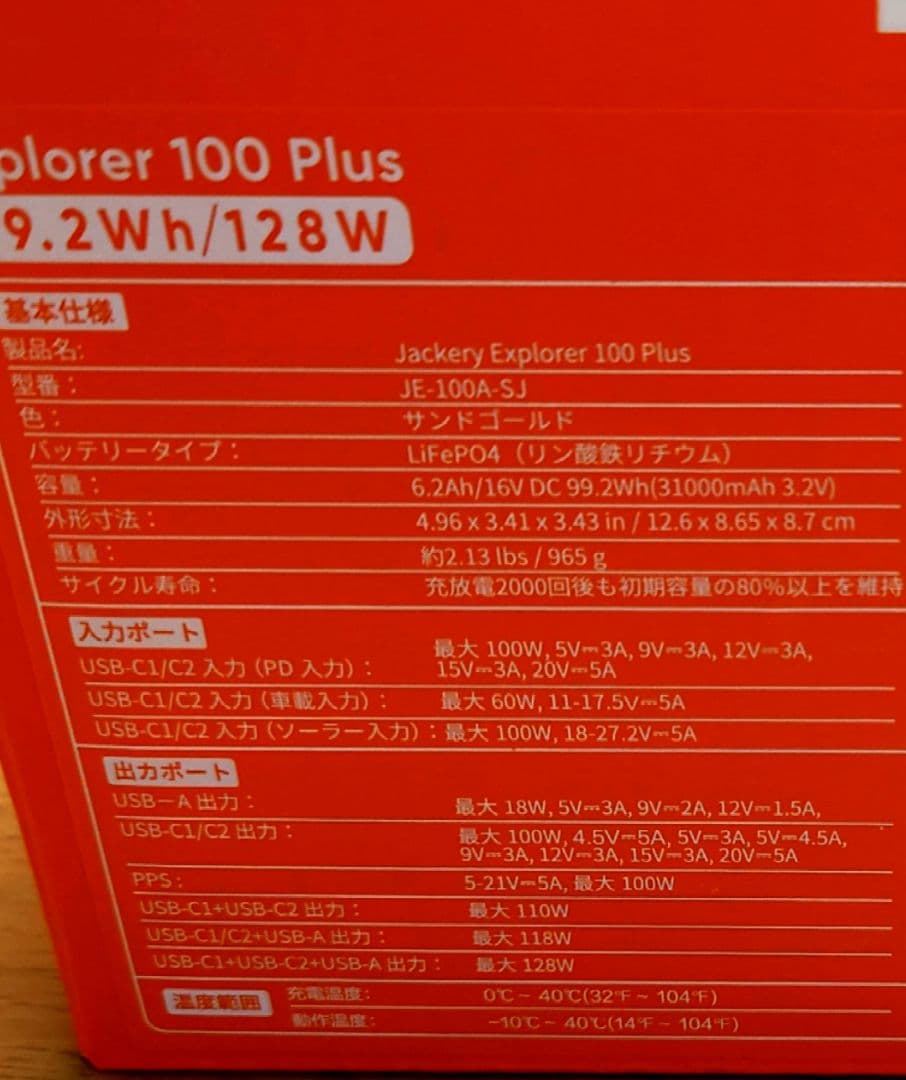 plorer 100 Plus
9.2Wh/128W
基本仕様
製品名: Jackery Explorer 100 Plus
型番： JE-100A-SJ
色： サンドゴールド
バッテリータイプ： LiFePO4（リン酸鉄リチウム）
容量： 6.2Ah/16V DC 99.2Wh(31000mAh 3.2V)
外形寸法： 4.96 x 3.41 x 3.43 in / 12.6 x 8.65 x 8.7 cm
重量： 約2.13 lbs / 965 g
サイクル寿命： 充放電2000回後も初期容量の80%以上を維持
入力ポート
USB-C1/C2 入力（PD 入力）： 最大 100W, 5V⎓3A, 9V⎓3A, 12V⎓3A,
15V⎓3A, 20V⎓5A
USB-C1/C2 入力（車載入力）： 最大 60W, 11-17.5V⎓5A
USB-C1/C2 入力（ソーラー入力）：最大 100W, 18-27.2V⎓5A
出力ポート
USB－A 出力： 最大 18W, 5V⎓3A, 9V⎓2A, 12V⎓1.5A,
USB-C1/C2 出力： 最大 100W, 4.5V⎓5A, 5V⎓3A, 5V⎓4.5A,
9V⎓3A, 12V⎓3A, 15V⎓3A, 20V⎓5A
PPS： 5-21V⎓5A, 最大 100W
USB-C1+USB-C2 出力： 最大 110W
USB-C1/C2+USB-A 出力： 最大 118W
USB-C1+USB-C2+USB-A 出力： 最大 128W
温度範囲 充電温度： 0℃ ~ 40℃(32℉ ~ 104℉)
動作温度： -10℃ ~ 40℃(14℉ ~ 104℉)